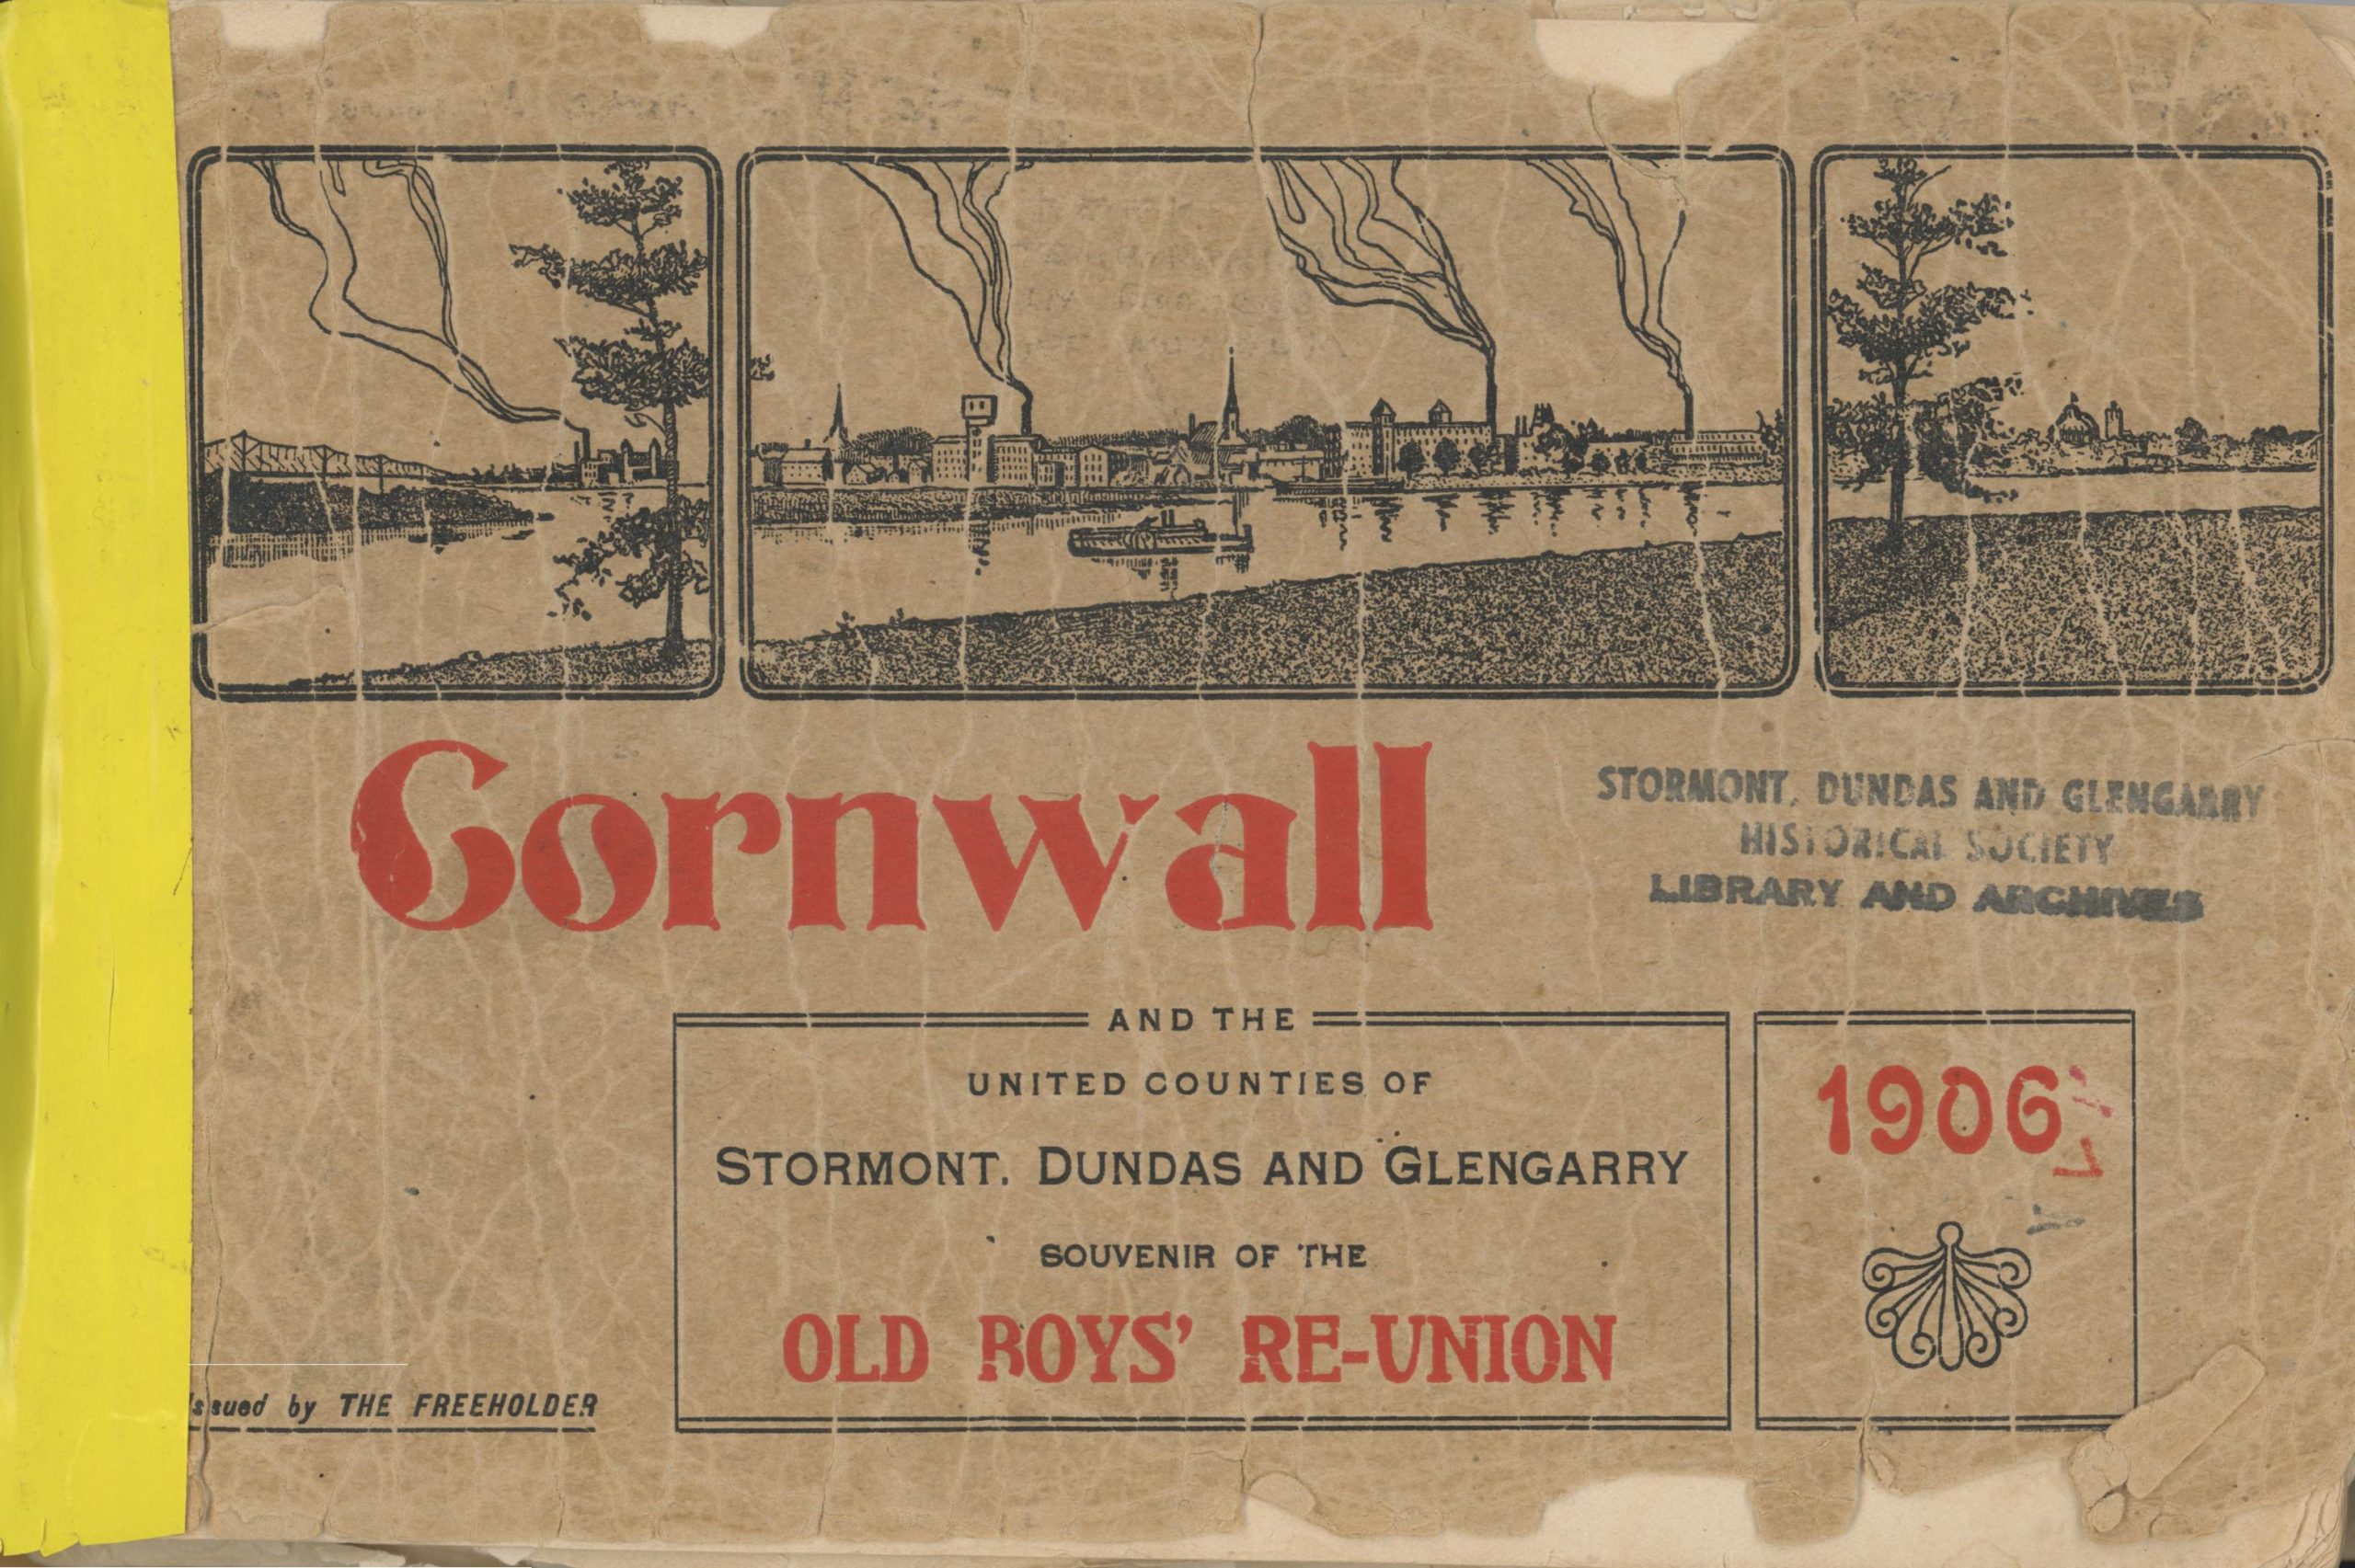 Cornwall
STORMONT, DUNDAS AND GLENGARRY
HISTORICAL SOCIETY
LIBRARY AND ARCHIVES
AND THE
UNITED COUNTIES OF
STORMONT, DUNDAS AND GLENGARRY
SOUVENIR OF THE
OLD BOYS' RE-UNION
1906
Issued by THE FREEHOLDER